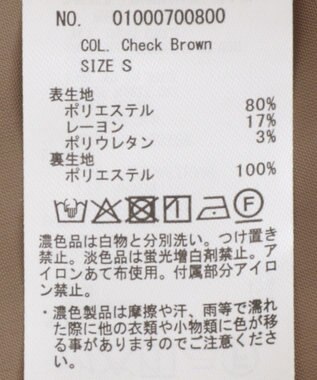 NO. 01000700800
COL. Check Brown
SIZE S
表生地
ポリエステル 80%
レーヨン 17%
ポリウレタン 3%
裏生地
ポリエステル 100%
濃色品は白物と分別洗い。つけ置き
禁止。淡色品は蛍光増白剤禁止。ア
イロンあて布使用。付属部分アイロ
ン禁止。
・濃色製品は摩擦や汗、雨等で濡れ
た際に他の衣類や小物類に色が移
る事がありますのでご注意くださ
い。